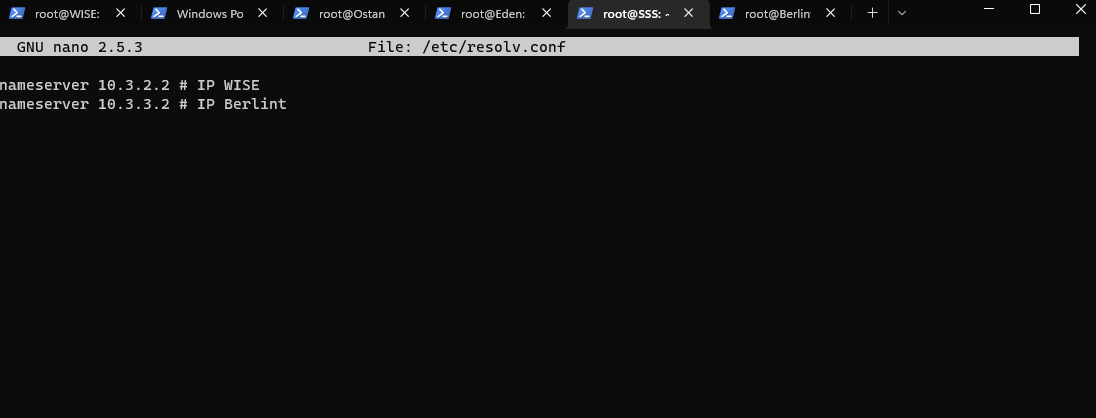 root@WISE: Windows Po root@Ostan root@Eden: root@SSS: ~ root@Berlint
GNU nano 2.5.3 File: /etc/resolv.conf
nameserver 10.3.2.2 # IP WISE
nameserver 10.3.3.2 # IP Berlint